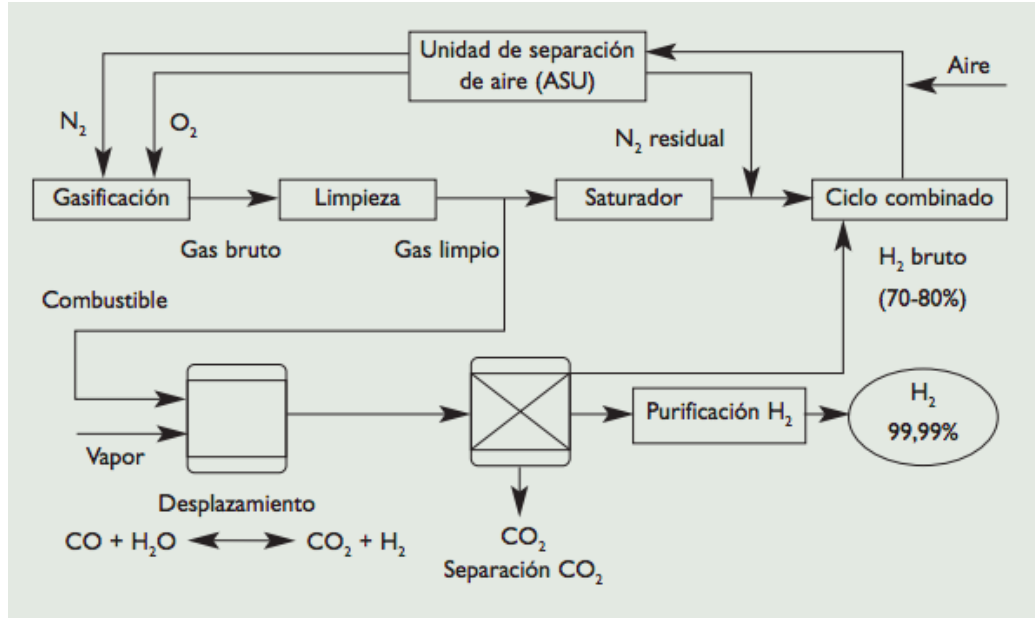 Unidad de separación
de aire (ASU)
Aire
N₂
O₂
N₂ residual
Gasificación
Limpieza
Saturador
Ciclo combinado
Gas bruto
Gas limpio
H₂ bruto
(70-80%)
Combustible
Vapor
Purificación H₂
H₂
99,99%
Desplazamiento
CO + H₂O ⟷ CO₂ + H₂
CO₂
Separación CO₂